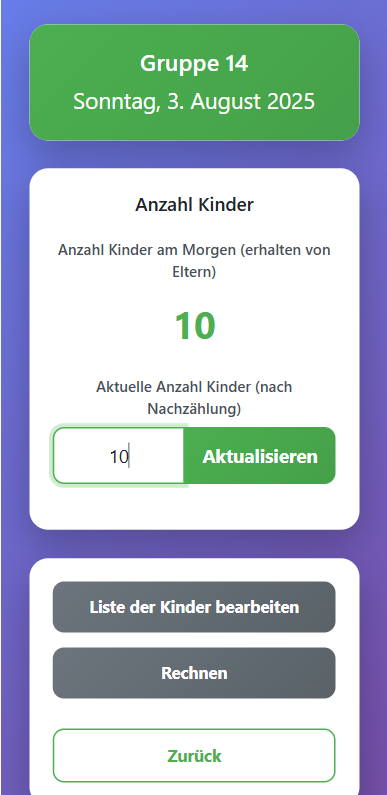 Gruppe 14
Sonntag, 3. August 2025
Anzahl Kinder
Anzahl Kinder am Morgen (erhalten von
Eltern)
10
Aktuelle Anzahl Kinder (nach
Nachzählung)
10
Aktualisieren
Liste der Kinder bearbeiten
Rechnen
Zurück